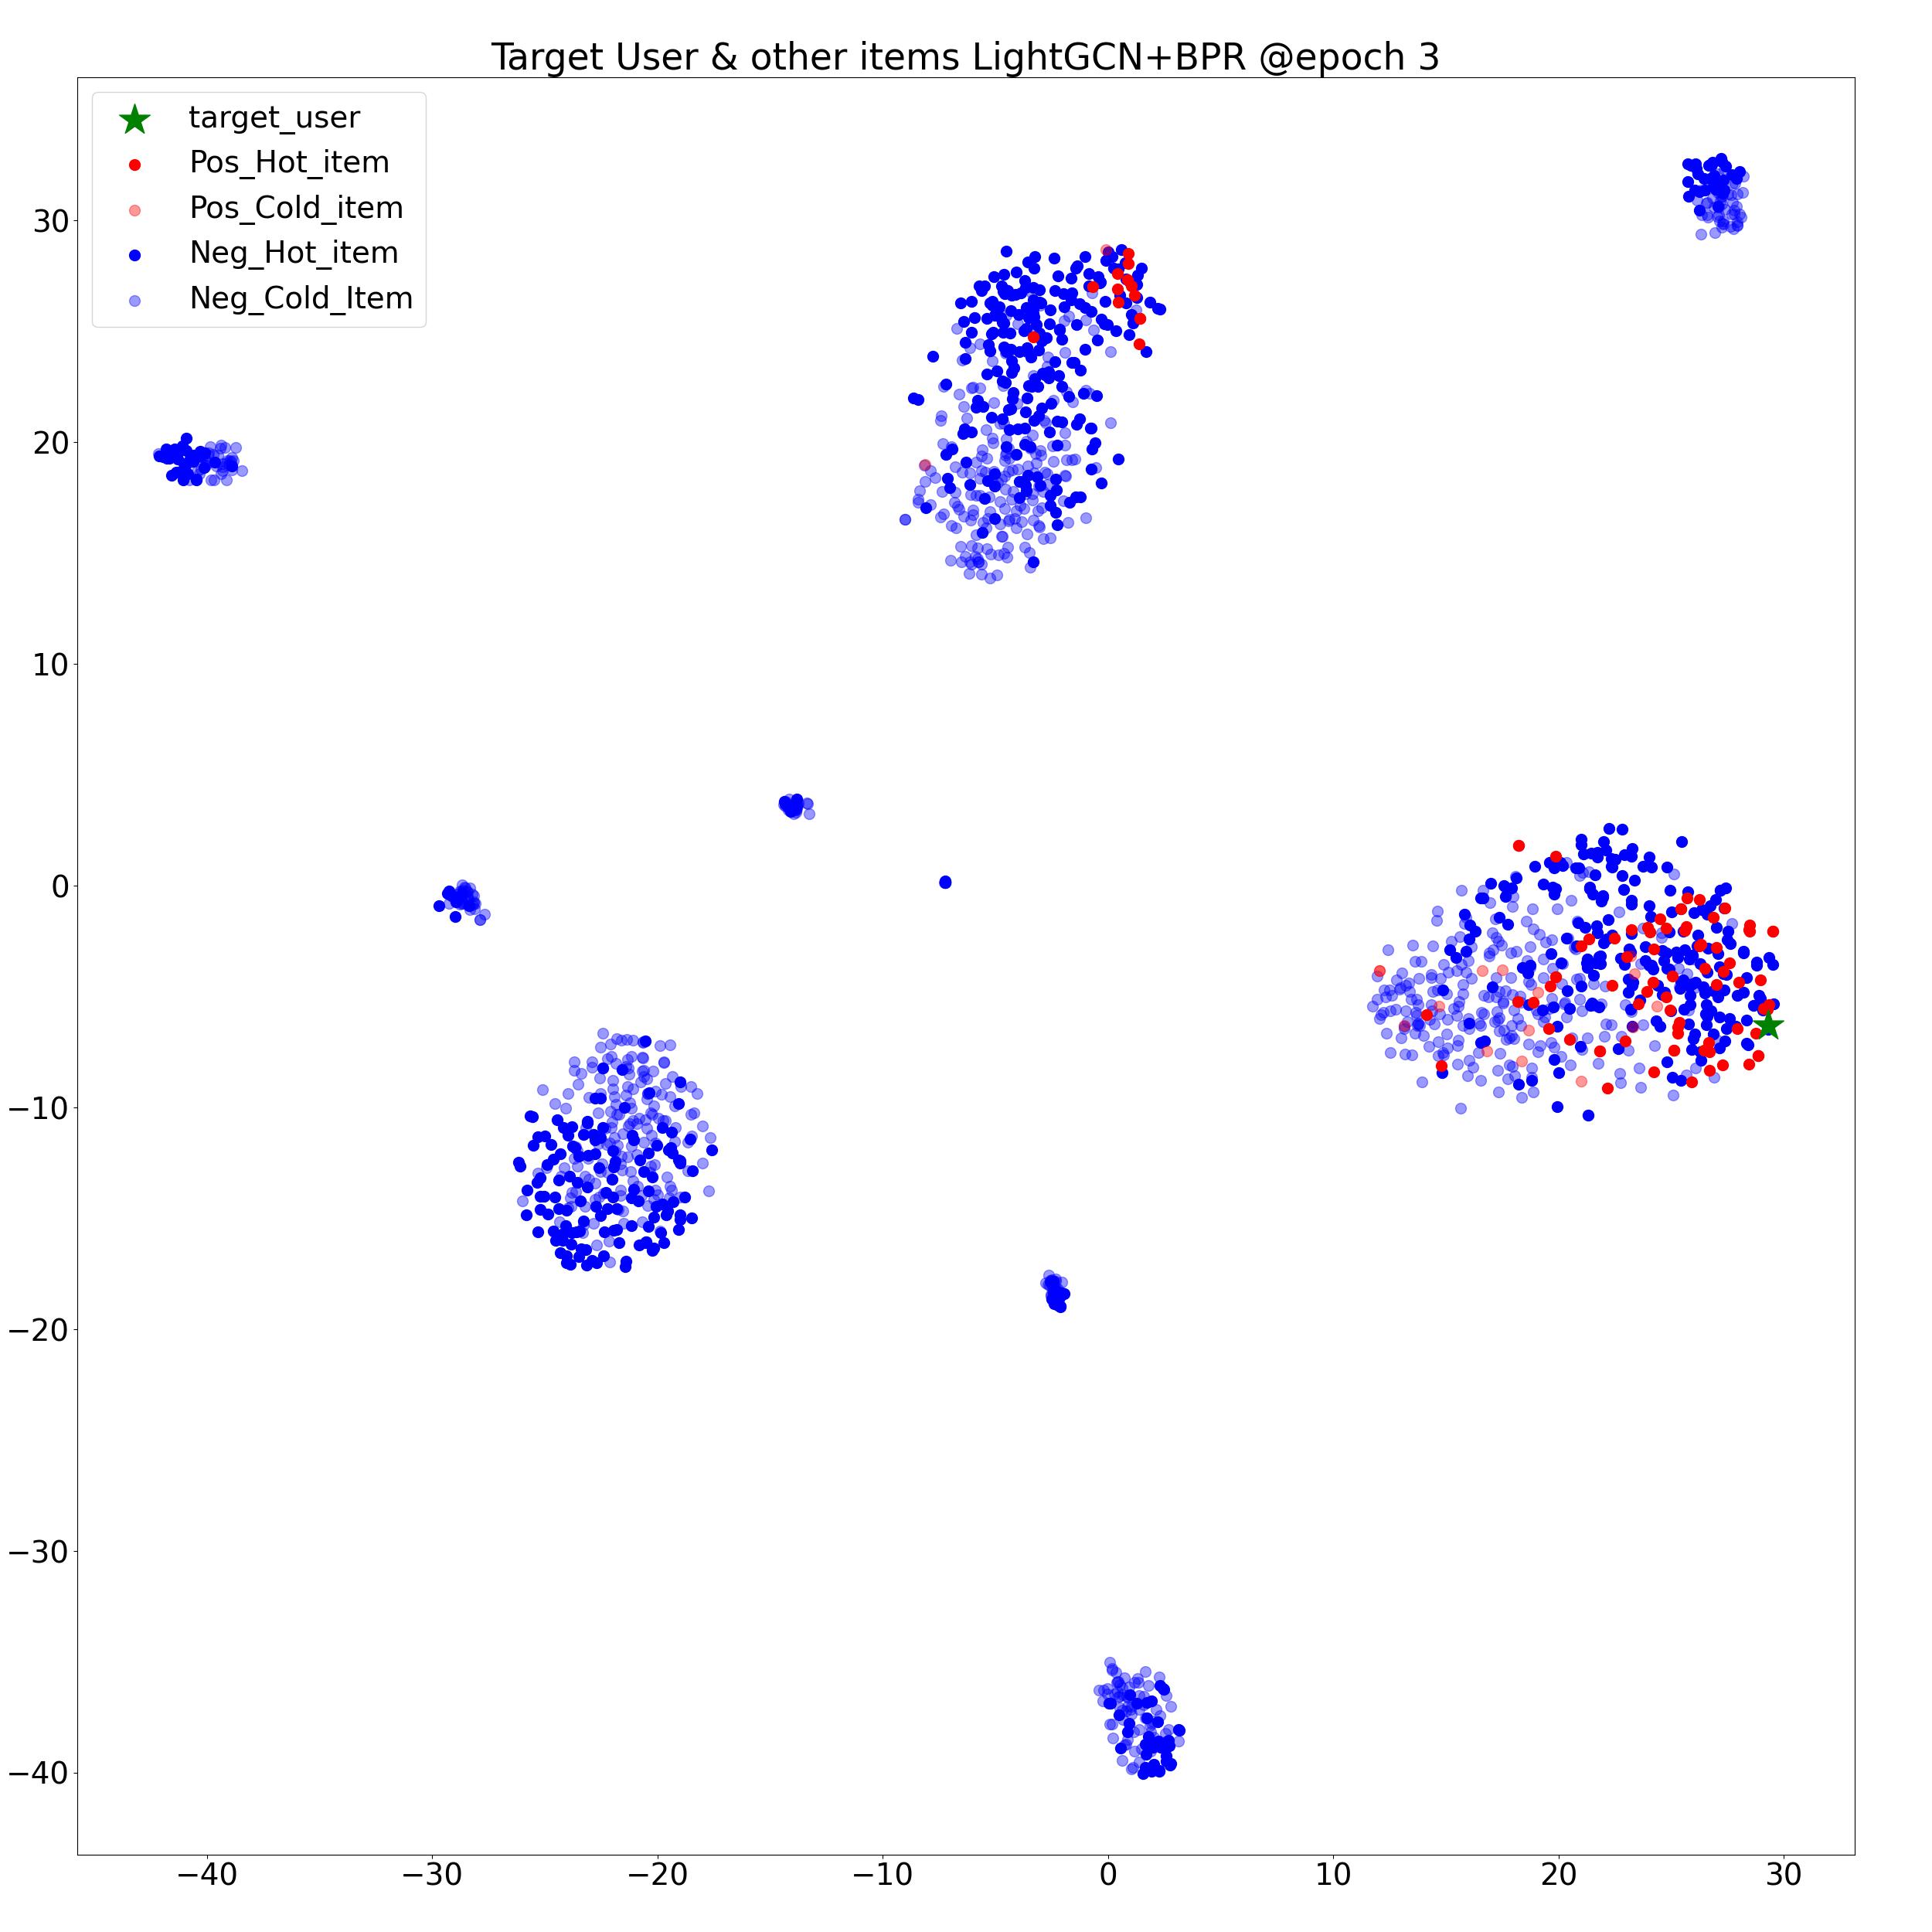 Target User & other items LightGCN+BPR @epoch 3
target_user
Pos_Hot_item
Pos_Cold_item
Neg_Hot_item
Neg_Cold_Item
30
20
10
0
−10
−20
−30
−40
−40 −30 −20 −10 0 10 20 30